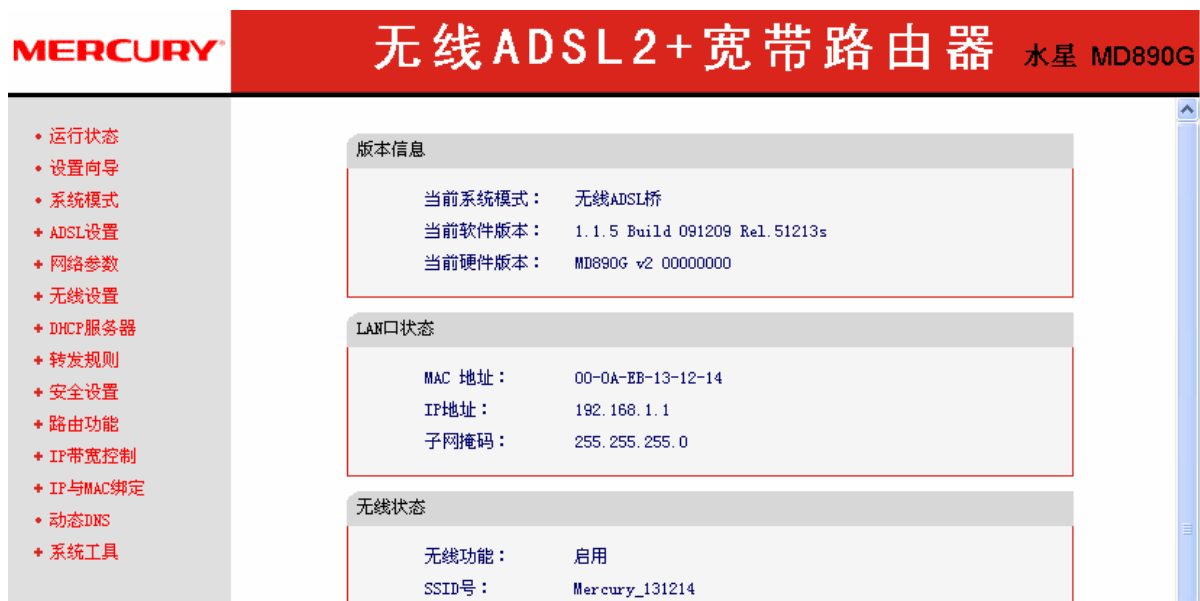 MERCURY
无线ADSL2+宽带路由器 水星 MD890G
运行状态
设置向导
系统模式
ADSL设置
网络参数
无线设置
DHCP服务器
转发规则
安全设置
路由功能
IP带宽控制
IP与MAC绑定
动态DNS
系统工具
版本信息
当前系统模式： 无线ADSL桥
当前软件版本： 1.1.5 Build 091209 Rel.51213s
当前硬件版本： MD890G v2 00000000
LAN口状态
MAC 地址： 00-0A-EB-13-12-14
IP地址： 192.168.1.1
子网掩码： 255.255.255.0
无线状态
无线功能： 启用
SSID号： Mercury_131214